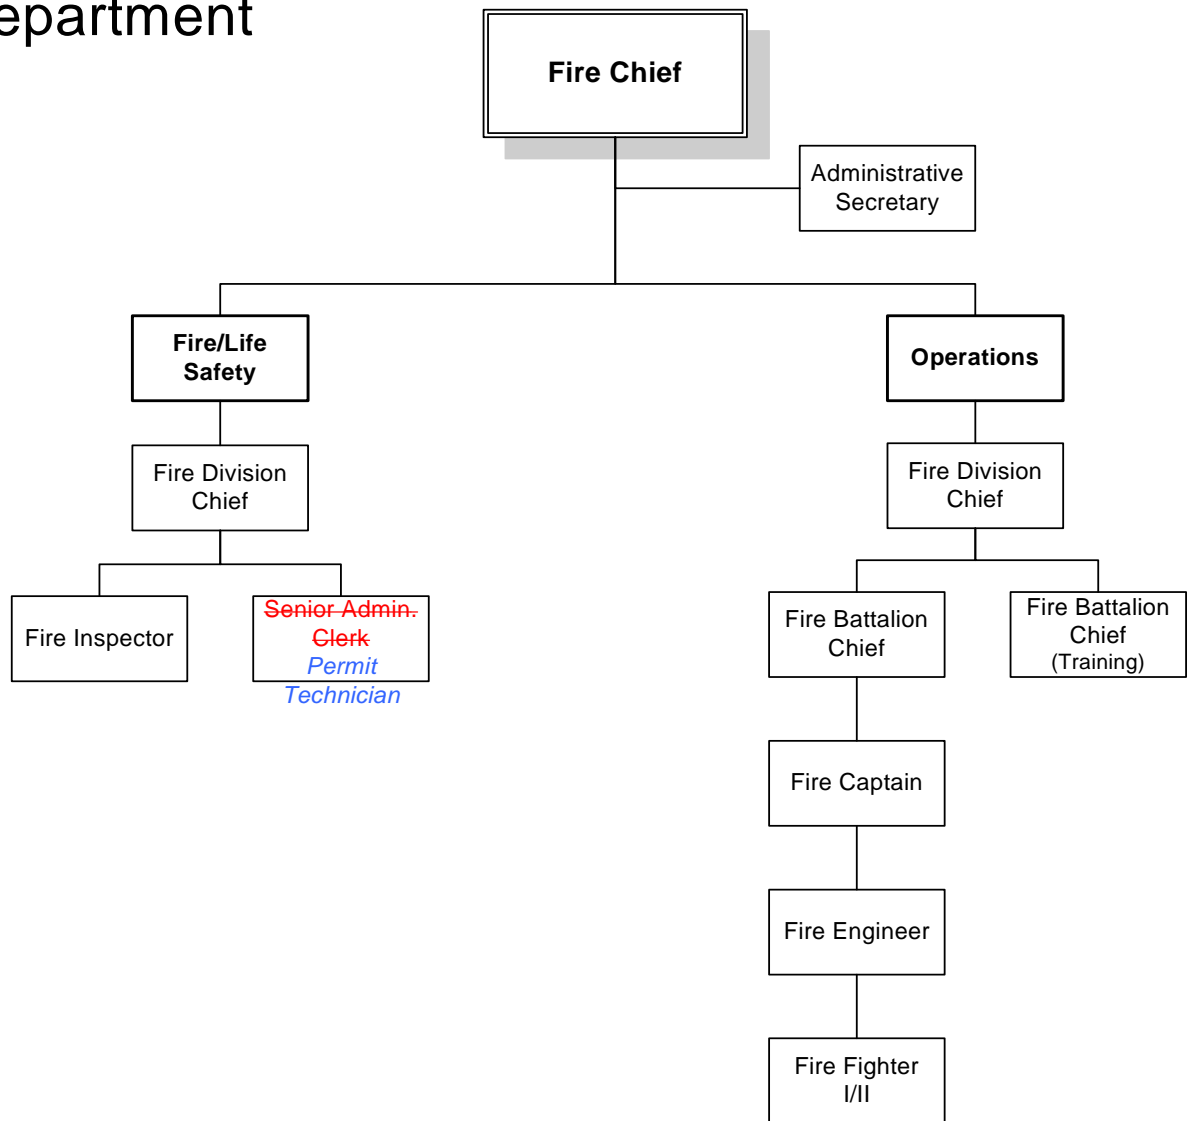 epartment
Fire Chief
Administrative
Secretary
Fire/Life
Safety
Operations
Fire Division
Chief
Fire Division
Chief
Fire Inspector
Senior Admin.
Clerk
Permit
Technician
Fire Battalion
Chief
Fire Battalion
Chief
(Training)
Fire Captain
Fire Engineer
Fire Fighter
I/II